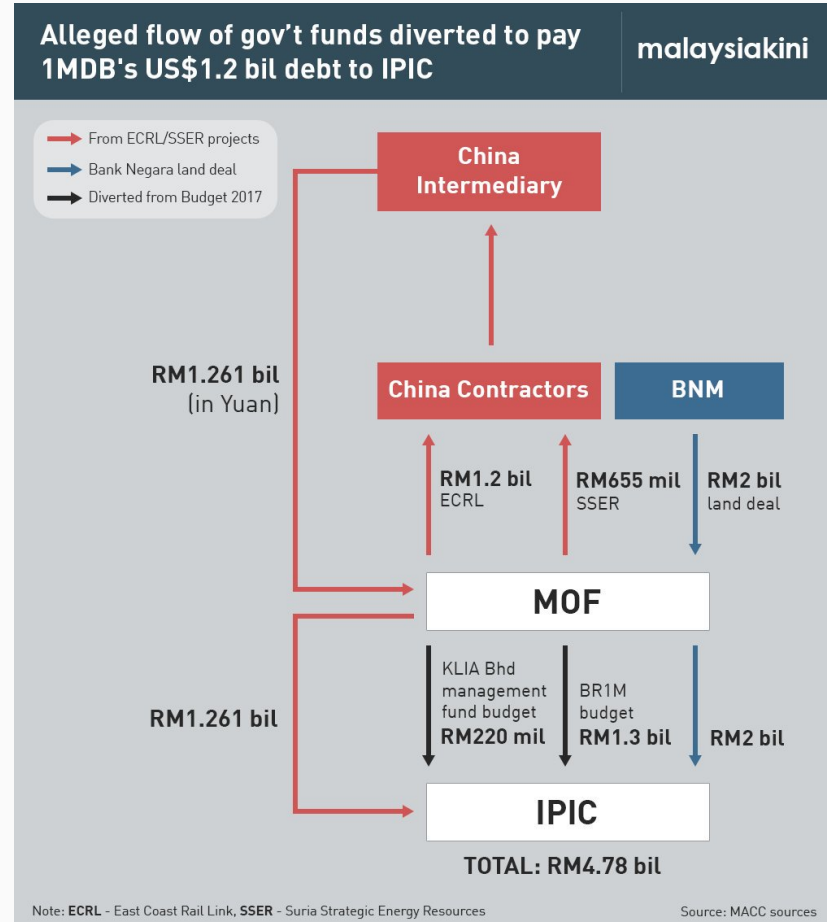 Alleged flow of gov't funds diverted to pay
1MDB's US$1.2 bil debt to IPIC
malaysiakini
From ECRL/SSER projects
Bank Negara land deal
Diverted from Budget 2017
China
Intermediary
RM1.261 bil
(in Yuan)
China Contractors
BNM
RM1.2 bil
ECRL
RM655 mil
SSER
RM2 bil
land deal
MOF
RM1.261 bil
KLIA Bhd
management
fund budget
RM220 mil
BR1M
budget
RM1.3 bil
RM2 bil
IPIC
TOTAL: RM4.78 bil
Note: ECRL - East Coast Rail Link, SSER - Suria Strategic Energy Resources
Source: MACC sources